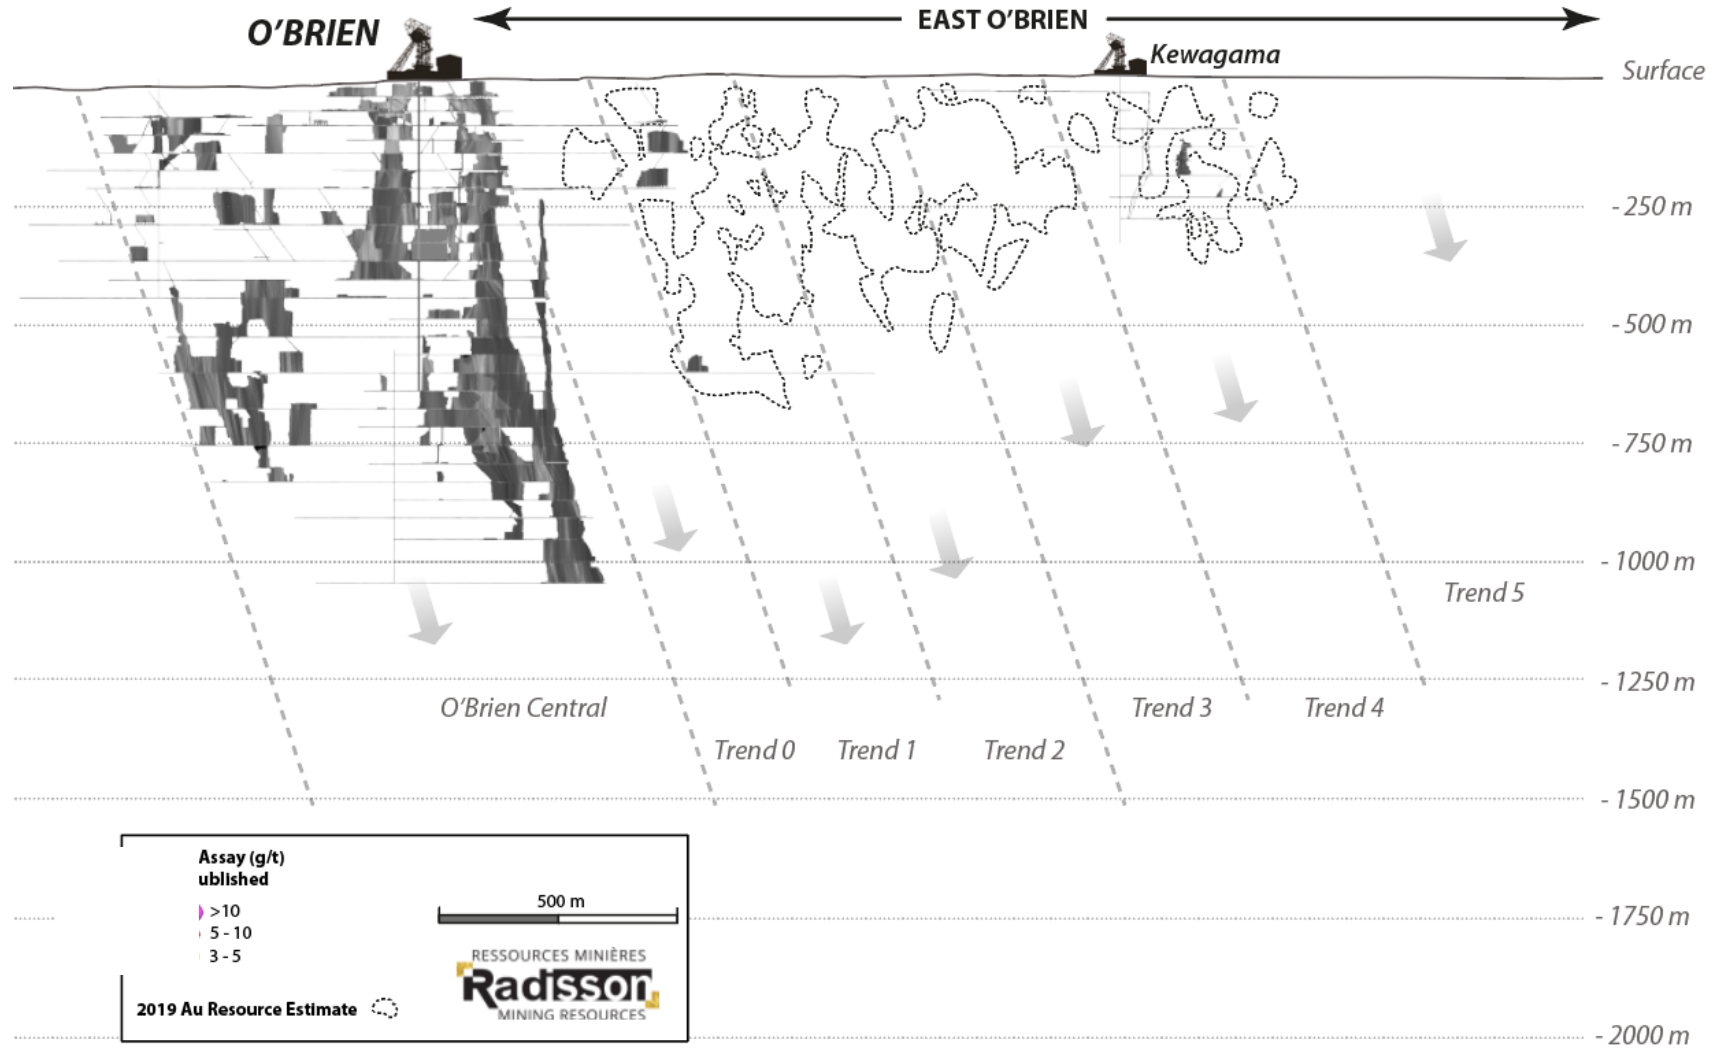 O'BRIEN
EAST O'BRIEN
Kewagama
Surface
- 250 m
- 500 m
- 750 m
- 1000 m
Trend 5
- 1250 m
O'Brien Central
Trend 3
Trend 4
Trend 0
Trend 1
Trend 2
- 1500 m
Assay (g/t)
ublished
>10
5 - 10
3 - 5
500 m
RESSOURCES MINIÈRES
Radisson
MINING RESOURCES
2019 Au Resource Estimate
- 1750 m
- 2000 m